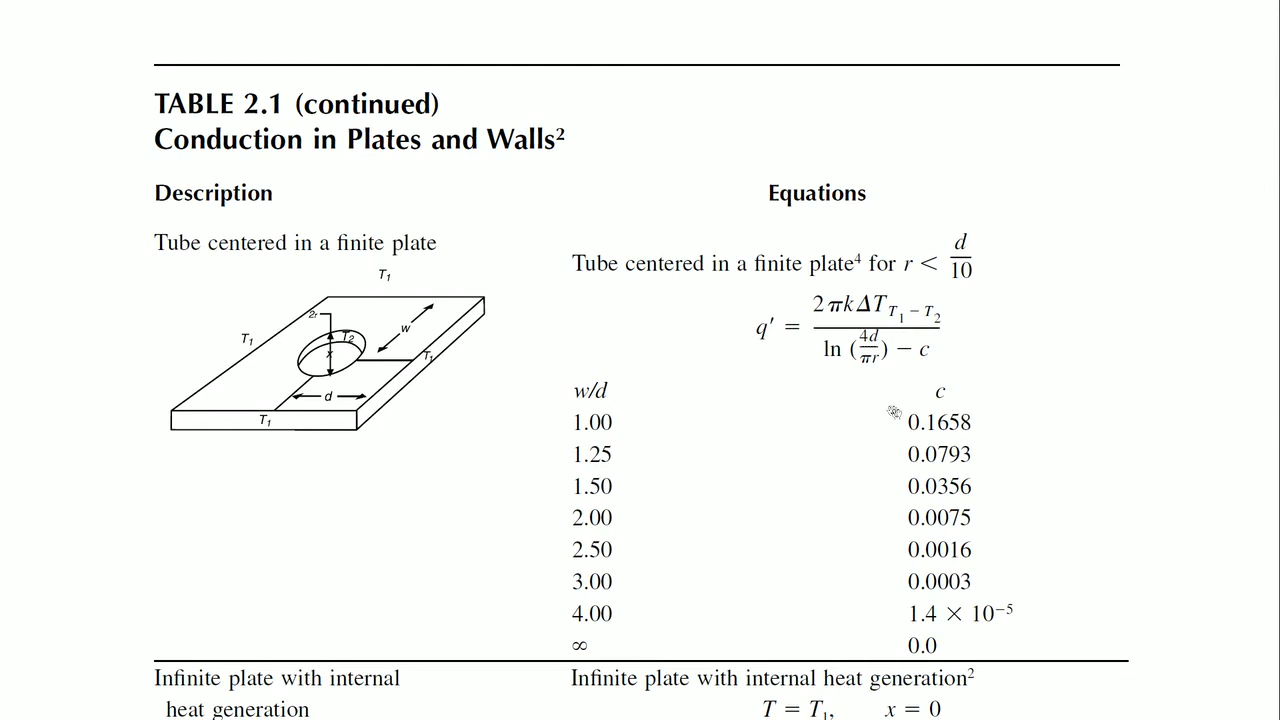 TABLE 2.1 (continued)
Conduction in Plates and Walls²
Description Equations
Tube centered in a finite plate
Tube centered in a finite plate⁴ for r < d/10
T₁
2r
T₂
w
T₁
x
T₁
d
T₁
q′ = 2πkΔT_{T₁ − T₂} / ln (4d/πr) − c
w/d c
1.00 0.1658
1.25 0.0793
1.50 0.0356
2.00 0.0075
2.50 0.0016
3.00 0.0003
4.00 1.4 × 10⁻⁵
∞ 0.0
Infinite plate with internal
heat generation
Infinite plate with internal heat generation²
T = T₁, x = 0